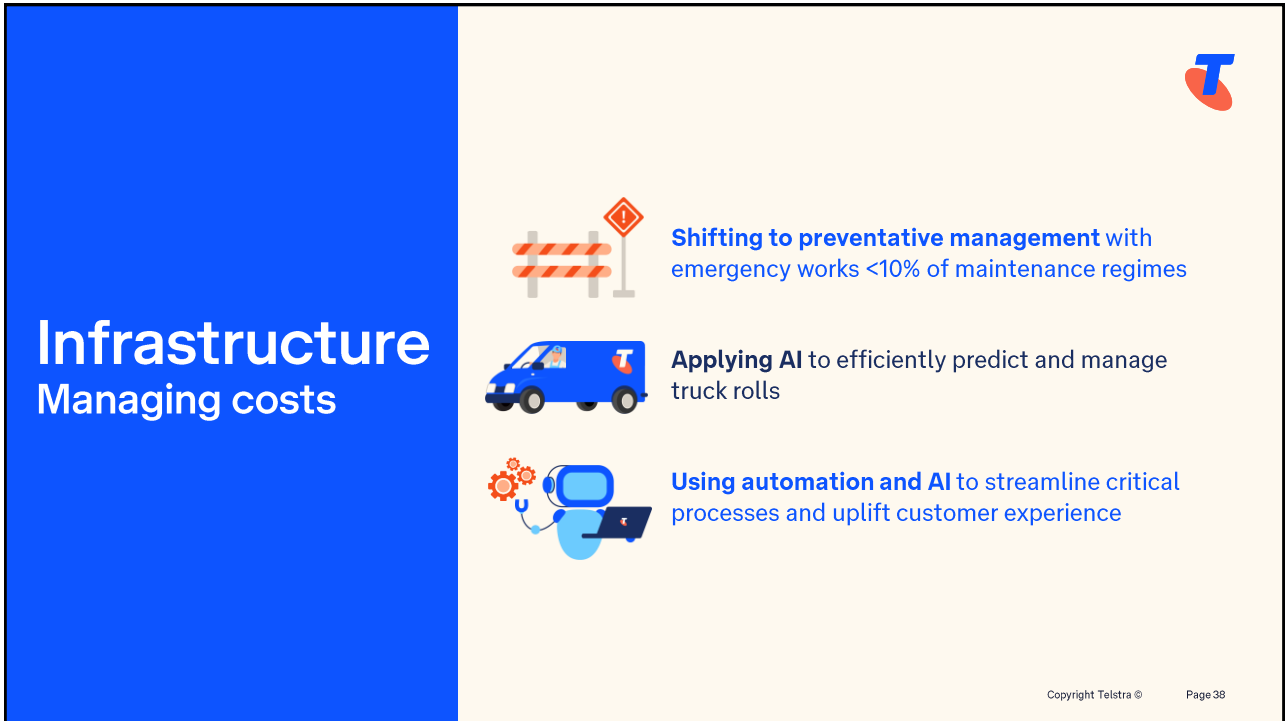 Infrastructure
Managing costs
T
Shifting to preventative management with
emergency works <10% of maintenance regimes
Applying AI to efficiently predict and manage
truck rolls
Using automation and AI to streamline critical
processes and uplift customer experience
Copyright Telstra © Page 38